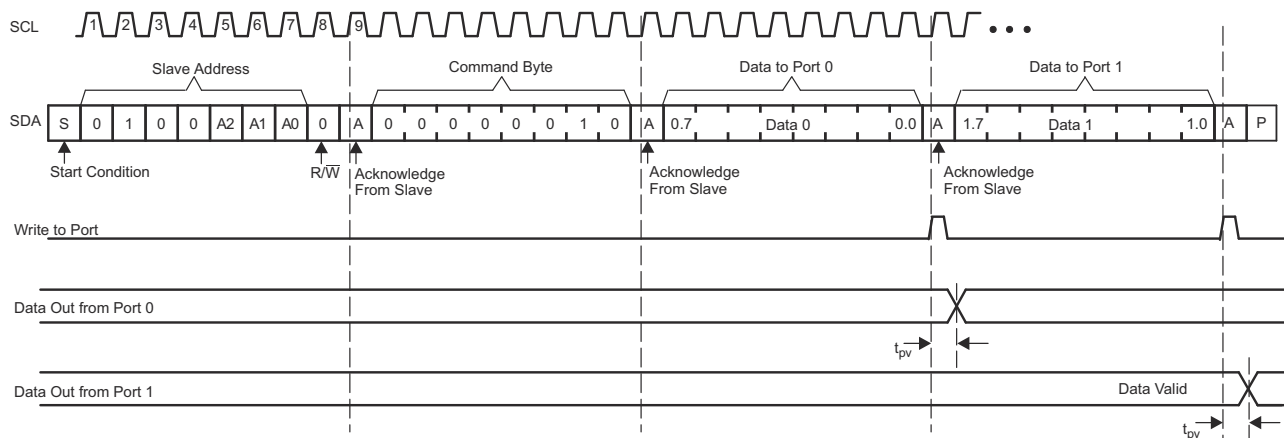 SCL 1 2 3 4 5 6 7 8 9 • • •
Slave Address Command Byte Data to Port 0 Data to Port 1
SDA S 0 1 0 0 A2 A1 A0 0 A 0 0 0 0 0 0 1 0 A 0.7 Data 0 0.0 A 1.7 Data 1 1.0 A P
Start Condition R/W̅ Acknowledge From Slave Acknowledge From Slave Acknowledge From Slave
Write to Port
Data Out from Port 0
tpv
Data Out from Port 1 Data Valid
tpv